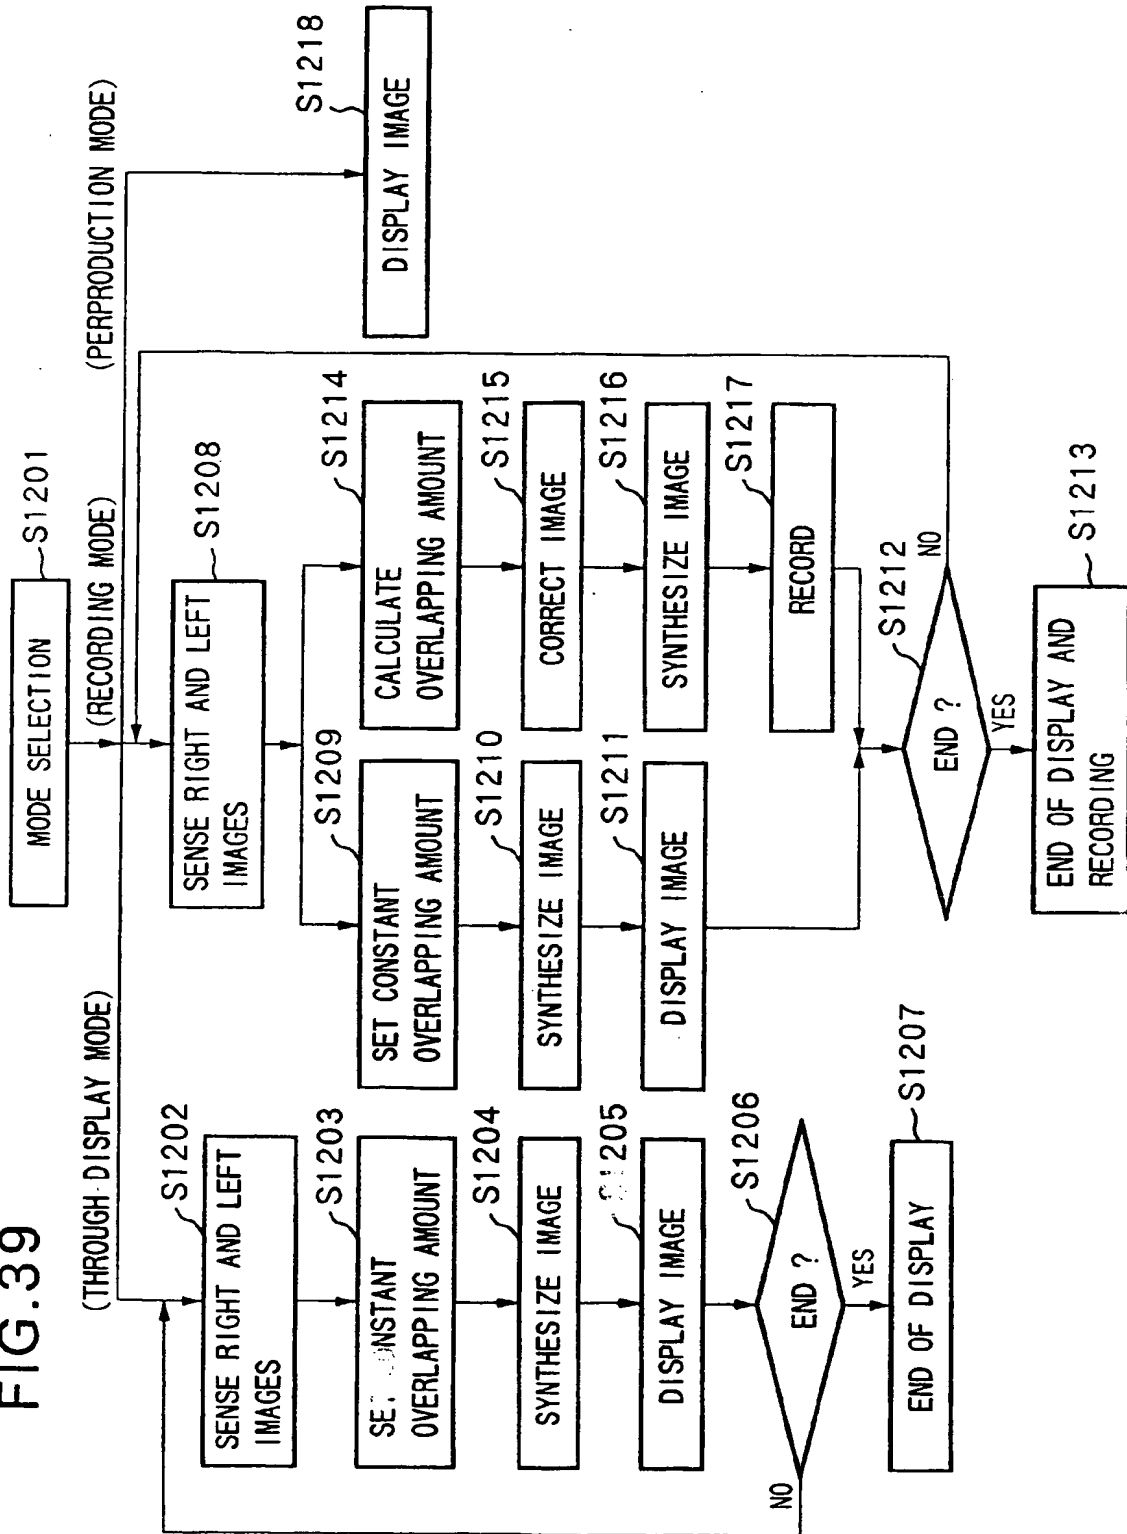 FIG.39
MODE SELECTION
S1201
(THROUGH DISPLAY MODE)
(RECORDING MODE)
(PERPRODUCTION MODE)
S1202
SENSE RIGHT AND LEFT
IMAGES
S1203
OVERLAPPING AMOUNT
S1204
SYNTHESIZE IMAGE
S1205
DISPLAY IMAGE
S1206
END ?
NO
YES
S1207
END OF DISPLAY
S1208
SENSE RIGHT AND LEFT
IMAGES
S1209
SET CONSTANT
OVERLAPPING AMOUNT
S1210
SYNTHESIZE IMAGE
S1211
DISPLAY IMAGE
S1214
CALCULATE
OVERLAPPING AMOUNT
S1215
CORRECT IMAGE
S1216
SYNTHESIZE IMAGE
S1217
RECORD
S1212
END ?
NO
YES
S1213
END OF DISPLAY AND
RECORDING
S1218
DISPLAY IMAGE